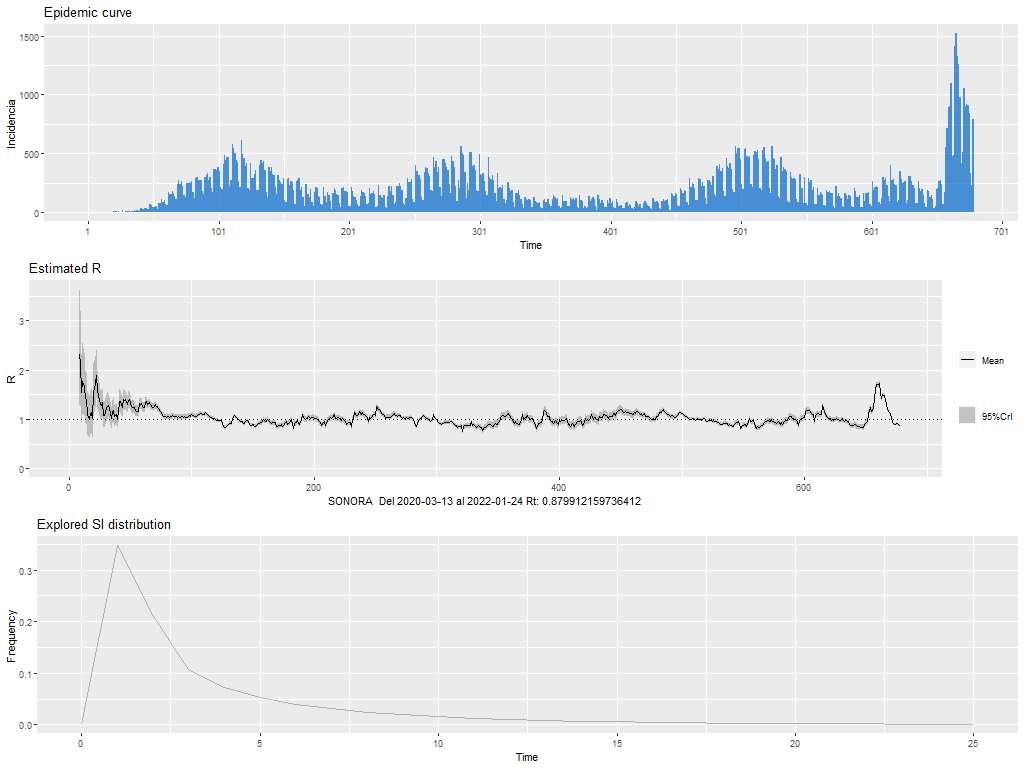 Epidemic curve
1500
1000
500
0
Incidencia
1 101 201 301 401 501 601 701
Time
Estimated R
3
2
1
0
R
Mean
95%CrI
0 200 400 600
SONORA Del 2020-03-13 al 2022-01-24 Rt: 0.879912159736412
Explored SI distribution
0.3
0.2
0.1
0.0
Frequency
0 5 10 15 20 25
Time